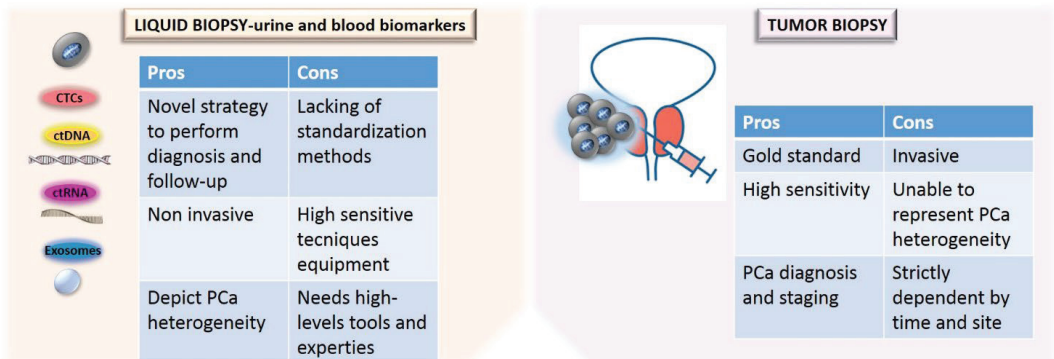 LIQUID BIOPSY-urine and blood biomarkers
CTCs
ctDNA
ctRNA
Exosomes
Pros Cons
Novel strategy Lacking of
to perform standardization
diagnosis and methods
follow-up
Non invasive High sensitive
tecniques
equipment
Depict PCa Needs high-
heterogeneity levels tools and
experties
TUMOR BIOPSY
Pros Cons
Gold standard Invasive
High sensitivity Unable to
represent PCa
heterogeneity
PCa diagnosis Strictly
and staging dependent by
time and site